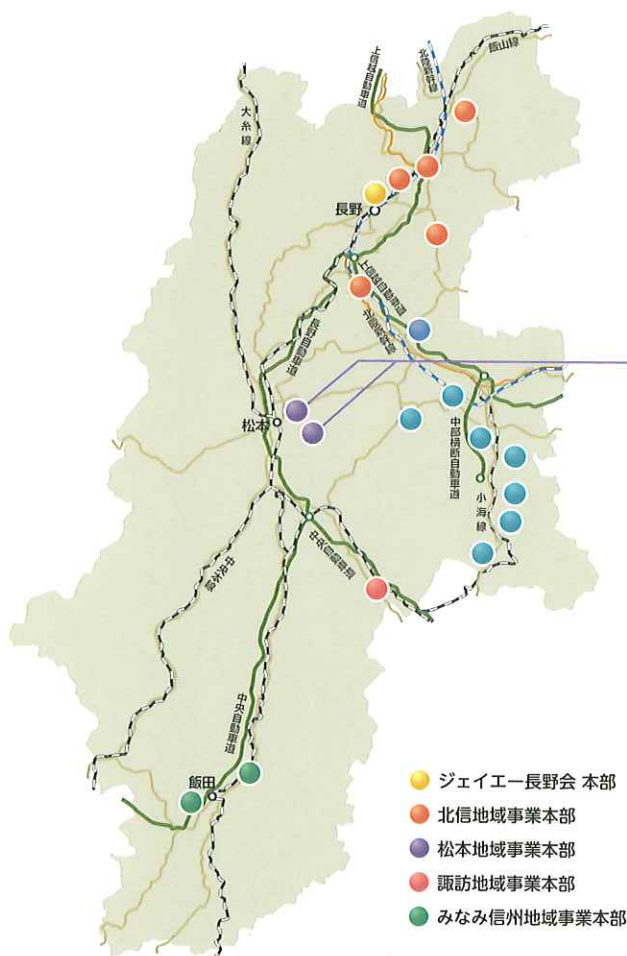 飯山線
北陸新幹線
上信越自動車道
大糸線
長野
上信越自動車道
北陸新幹線
長野自動車道
松本
中部横断自動車道
小海線
中央自動車道
中央本線
中央自動車道
飯田
ジェイエー長野会 本部
北信地域事業本部
松本地域事業本部
諏訪地域事業本部
みなみ信州地域事業本部